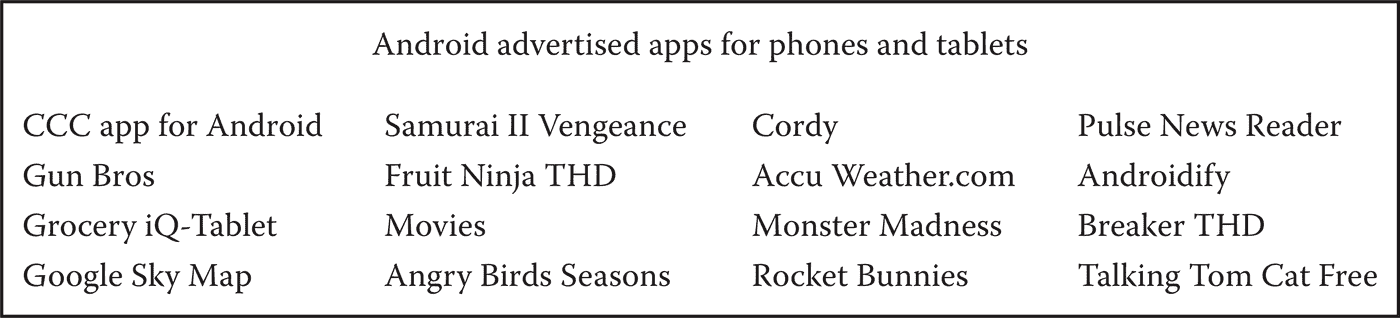 Android advertised apps for phones and tablets
CCC app for Android Samurai II Vengeance Cordy Pulse News Reader
Gun Bros Fruit Ninja THD Accu Weather.com Androidify
Grocery iQ-Tablet Movies Monster Madness Breaker THD
Google Sky Map Angry Birds Seasons Rocket Bunnies Talking Tom Cat Free